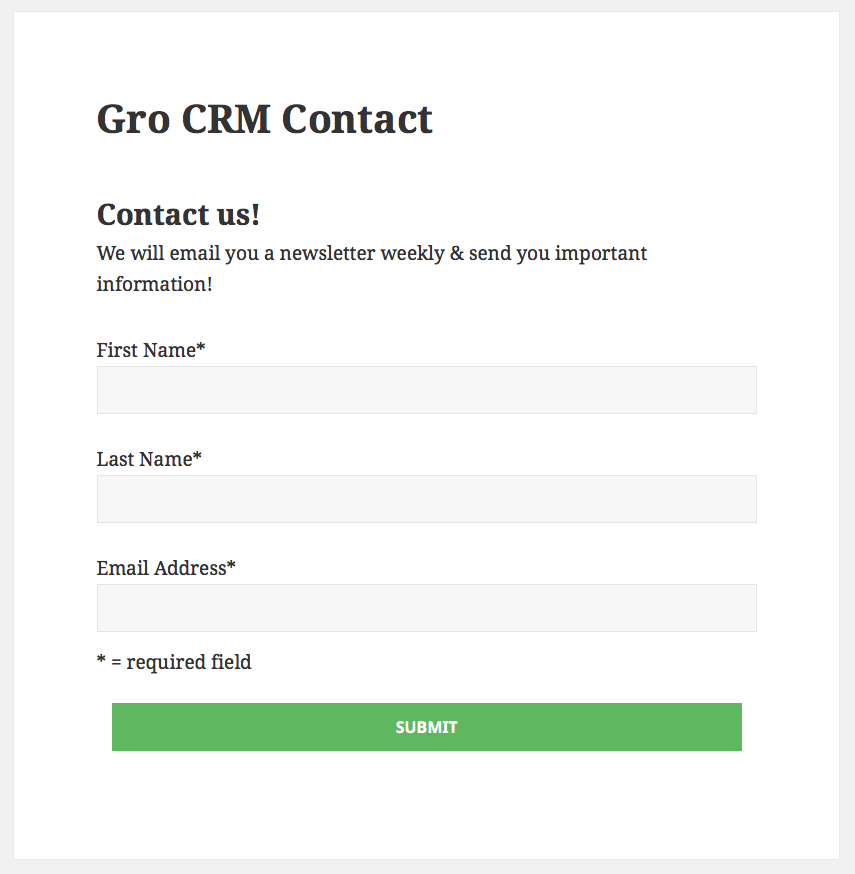 Gro CRM Contact
Contact us!
We will email you a newsletter weekly & send you important
information!
First Name*
Last Name*
Email Address*
* = required field
SUBMIT